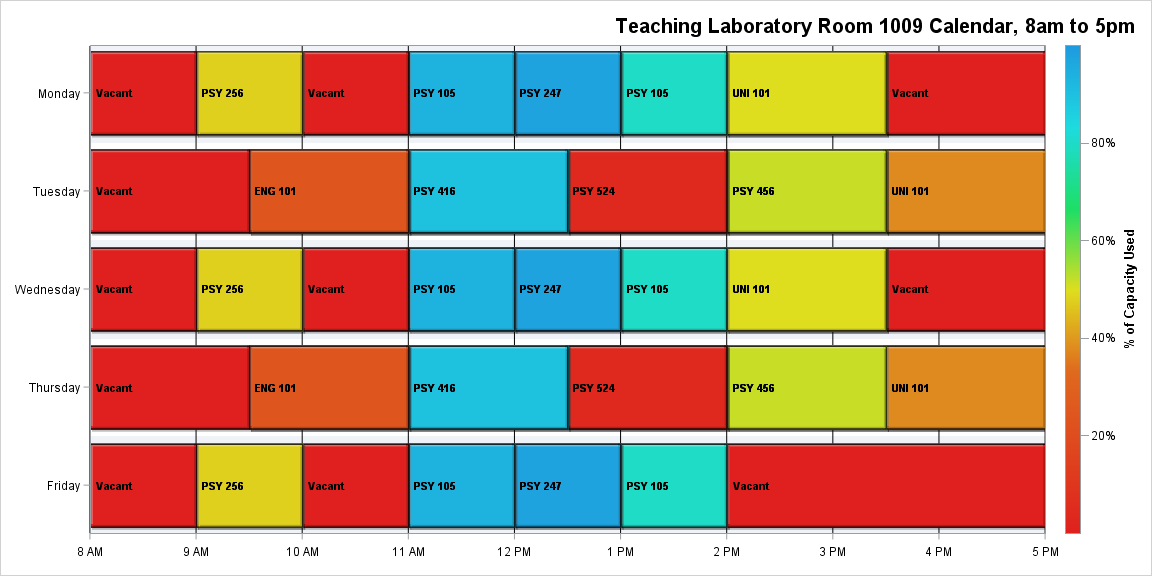 Teaching Laboratory Room 1009 Calendar, 8am to 5pm
Monday
Vacant
PSY 256
Vacant
PSY 105
PSY 247
PSY 105
UNI 101
Vacant
Tuesday
Vacant
ENG 101
PSY 416
PSY 524
PSY 456
UNI 101
Wednesday
Vacant
PSY 256
Vacant
PSY 105
PSY 247
PSY 105
UNI 101
Vacant
Thursday
Vacant
ENG 101
PSY 416
PSY 524
PSY 456
UNI 101
Friday
Vacant
PSY 256
Vacant
PSY 105
PSY 247
PSY 105
Vacant
8 AM
9 AM
10 AM
11 AM
12 PM
1 PM
2 PM
3 PM
4 PM
5 PM
80%
60%
40%
20%
% of Capacity Used